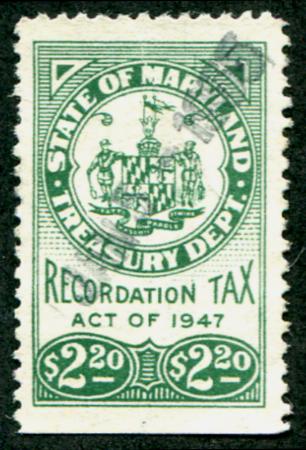 STATE OF MARYLAND
TREASURY DEPT.
RECORDATION TAX
ACT OF 1947
$2.20 $2.20